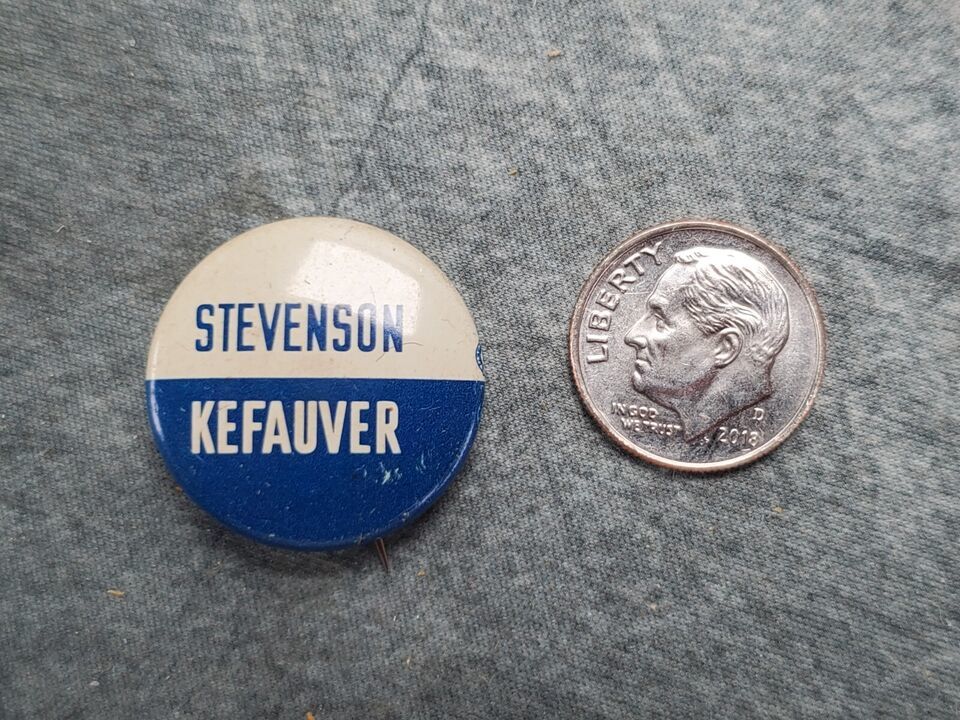 STEVENSON
KEFAUVER
LIBERTY
IN GOD
WE TRUST
D
2018